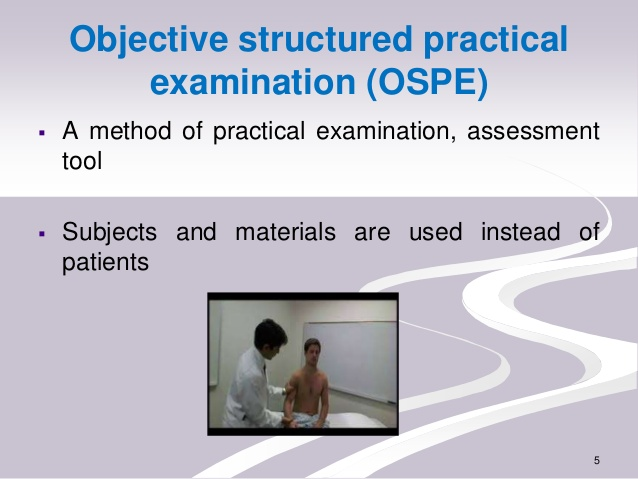 Objective structured practical
examination (OSPE)
▪ A method of practical examination, assessment
tool
▪ Subjects and materials are used instead of
patients
5